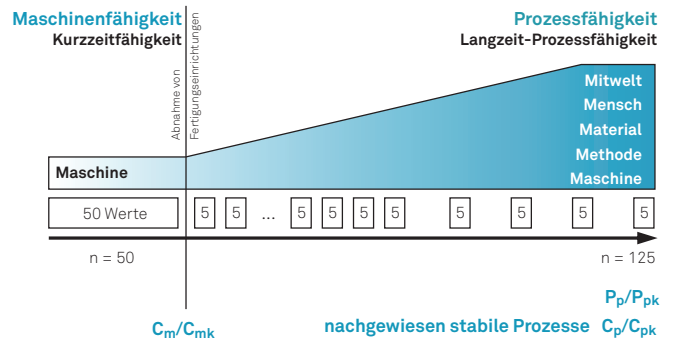 Maschinenfähigkeit
Kurzzeitfähigkeit
Abnahme von
Fertigungseinrichtungen
Prozessfähigkeit
Langzeit-Prozessfähigkeit
Mitwelt
Mensch
Material
Methode
Maschine
Maschine
50 Werte 5 5 ... 5 5 5 5 5 5 5 5
n = 50 n = 125
Pp/Ppk
Cm/Cmk nachgewiesen stabile Prozesse Cp/Cpk